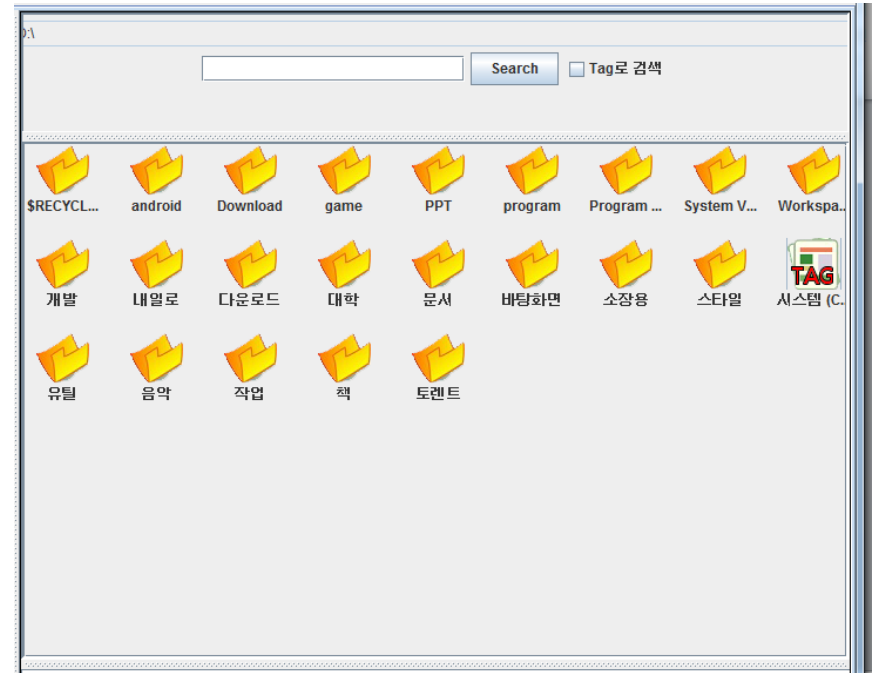 :\
Search Tag로 검색
$RECYCL... android Download game PPT program Program ... System V... Workspa..
TAG
개발 내일로 다운로드 대학 문서 바탕화면 소장용 스타일 시스템 (C.
유틸 음악 작업 책 토렌트